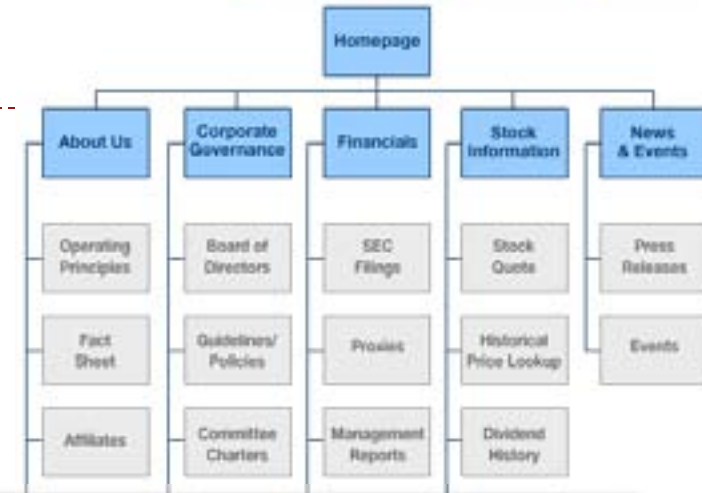 Homepage
About Us
Corporate
Governance
Financials
Stock
Information
News
& Events
Operating
Principles
Board of
Directors
SEC
Filings
Stock
Quote
Press
Releases
Fact
Sheet
Guidelines/
Policies
Proxies
Historical
Price Lookup
Events
Affiliates
Committee
Charters
Management
Reports
Dividend
History